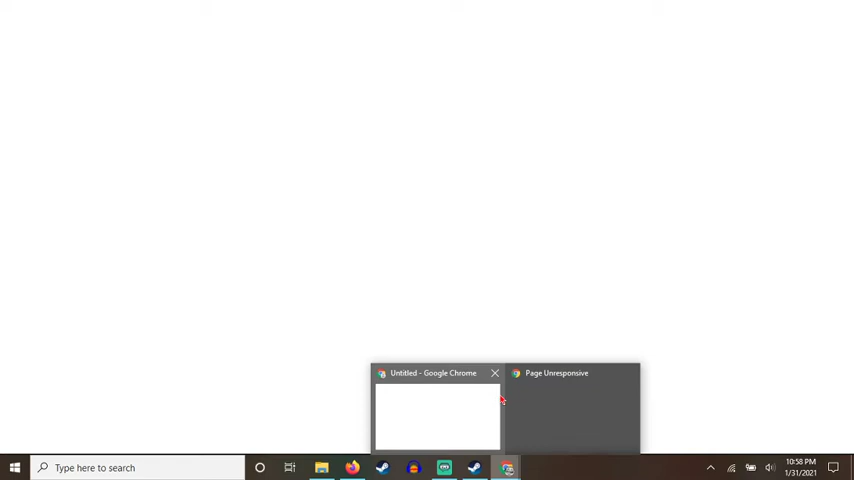 Untitled - Google Chrome
Page Unresponsive
Type here to search
10:58 PM
1/31/2021